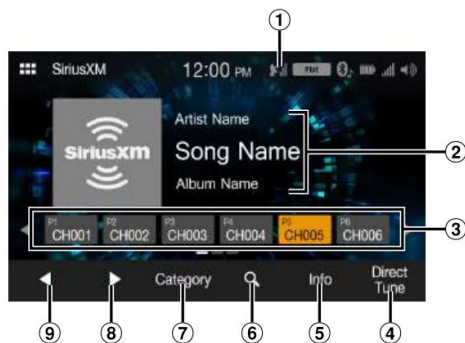 ①
SiriusXM 12:00 PM Flat
Artist Name
Song Name
Album Name
②
SiriusXM
P1 P2 P3 P4 P5 P6
CH001 CH002 CH003 CH004 CH005 CH006
③
Category Info Direct Tune
⑨ ⑧ ⑦ ⑥ ⑤ ④